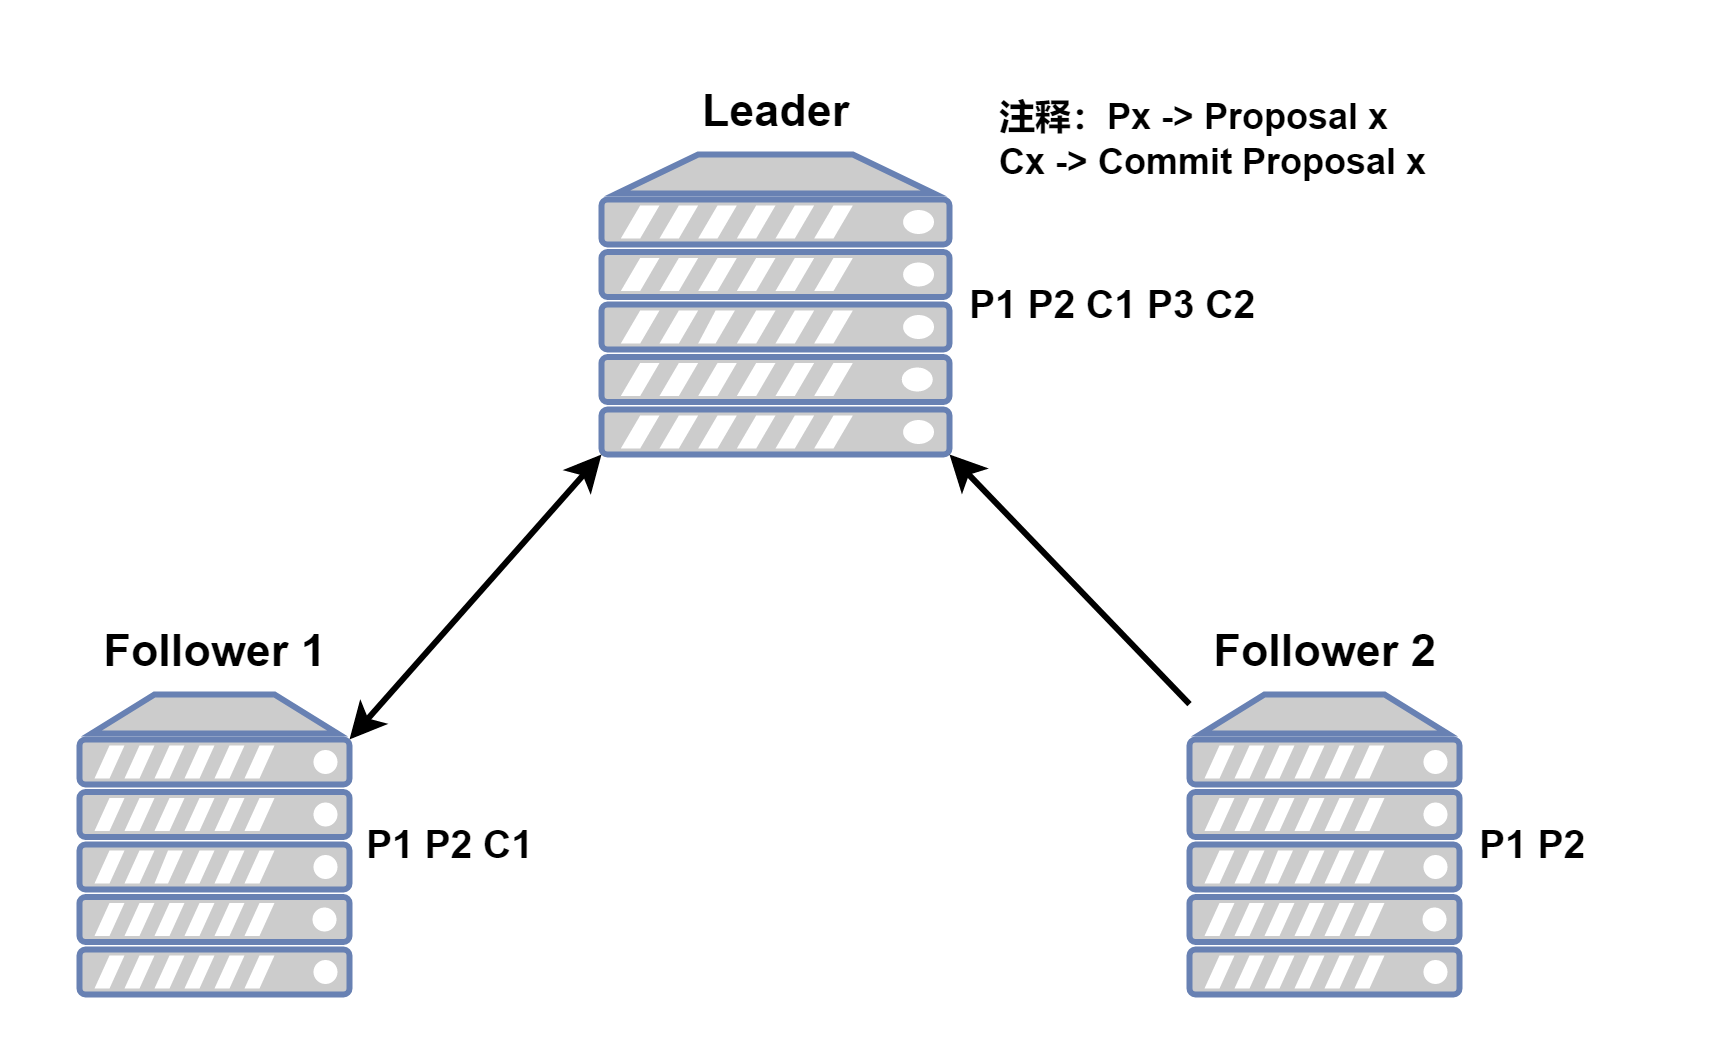 Leader
注释：Px -> Proposal x
Cx -> Commit Proposal x
P1 P2 C1 P3 C2
Follower 1
Follower 2
P1 P2 C1
P1 P2